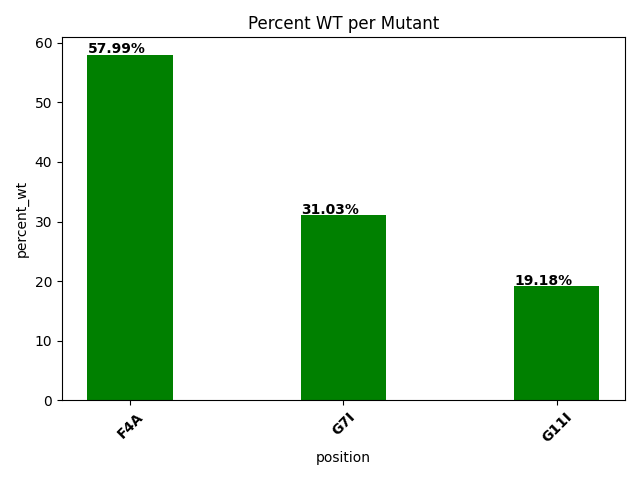 Percent WT per Mutant
percent_wt
60
50
40
30
20
10
0
57.99%
31.03%
19.18%
F4A
G7I
G11I
position